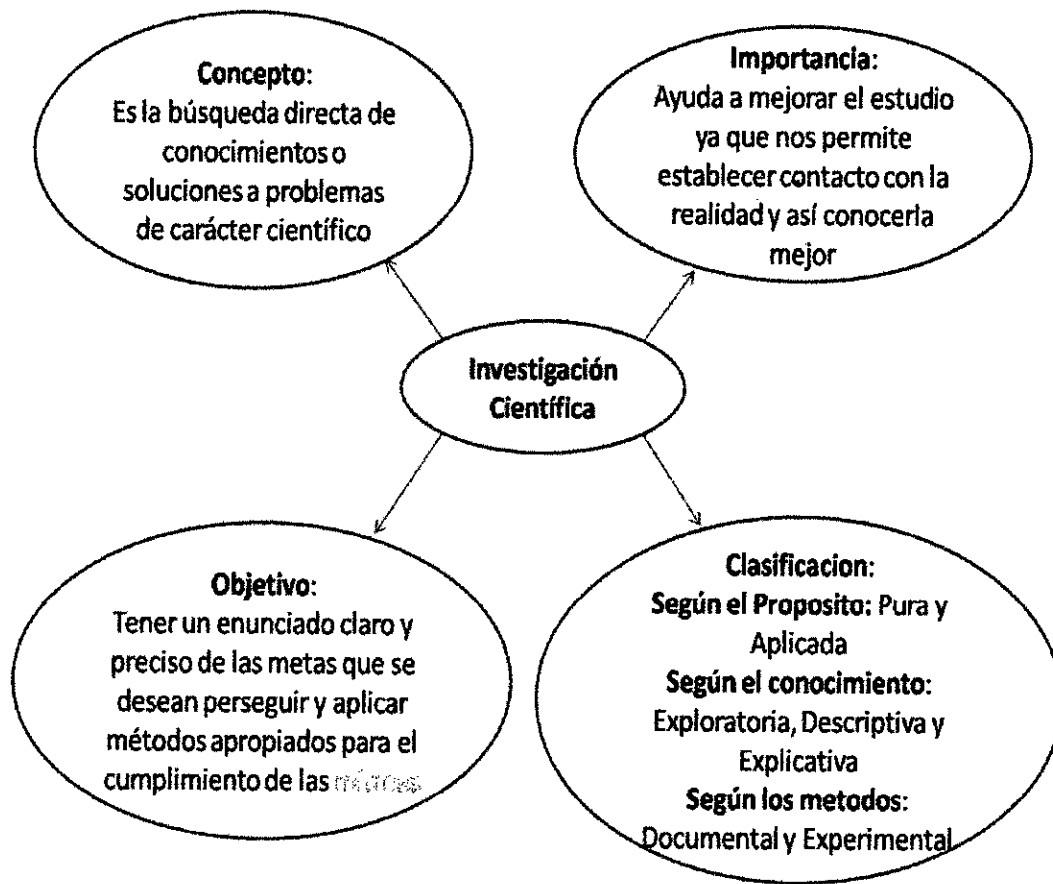 Concepto:
Es la búsqueda directa de
conocimientos o
soluciones a problemas
de carácter científico
Importancia:
Ayuda a mejorar el estudio
ya que nos permite
establecer contacto con la
realidad y así conocerla
mejor
Investigación
Científica
Objetivo:
Tener un enunciado claro y
preciso de las metas que se
desean perseguir y aplicar
métodos apropiados para el
cumplimiento de las
Clasificacion:
Según el Proposito: Pura y
Aplicada
Según el conocimiento:
Exploratoria, Descriptiva y
Explicativa
Según los metodos:
Documental y Experimental